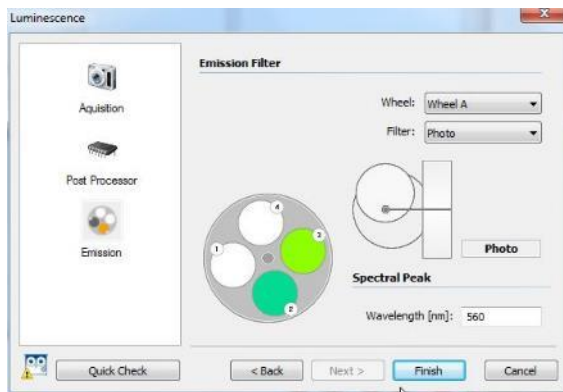 Luminescence
Aquisition
Post Processor
Emission
Emission Filter
Wheel: Wheel A
Filter: Photo
4
1
3
2
Photo
Spectral Peak
Wavelength [nm]: 560
Quick Check
< Back
Next >
Finish
Cancel